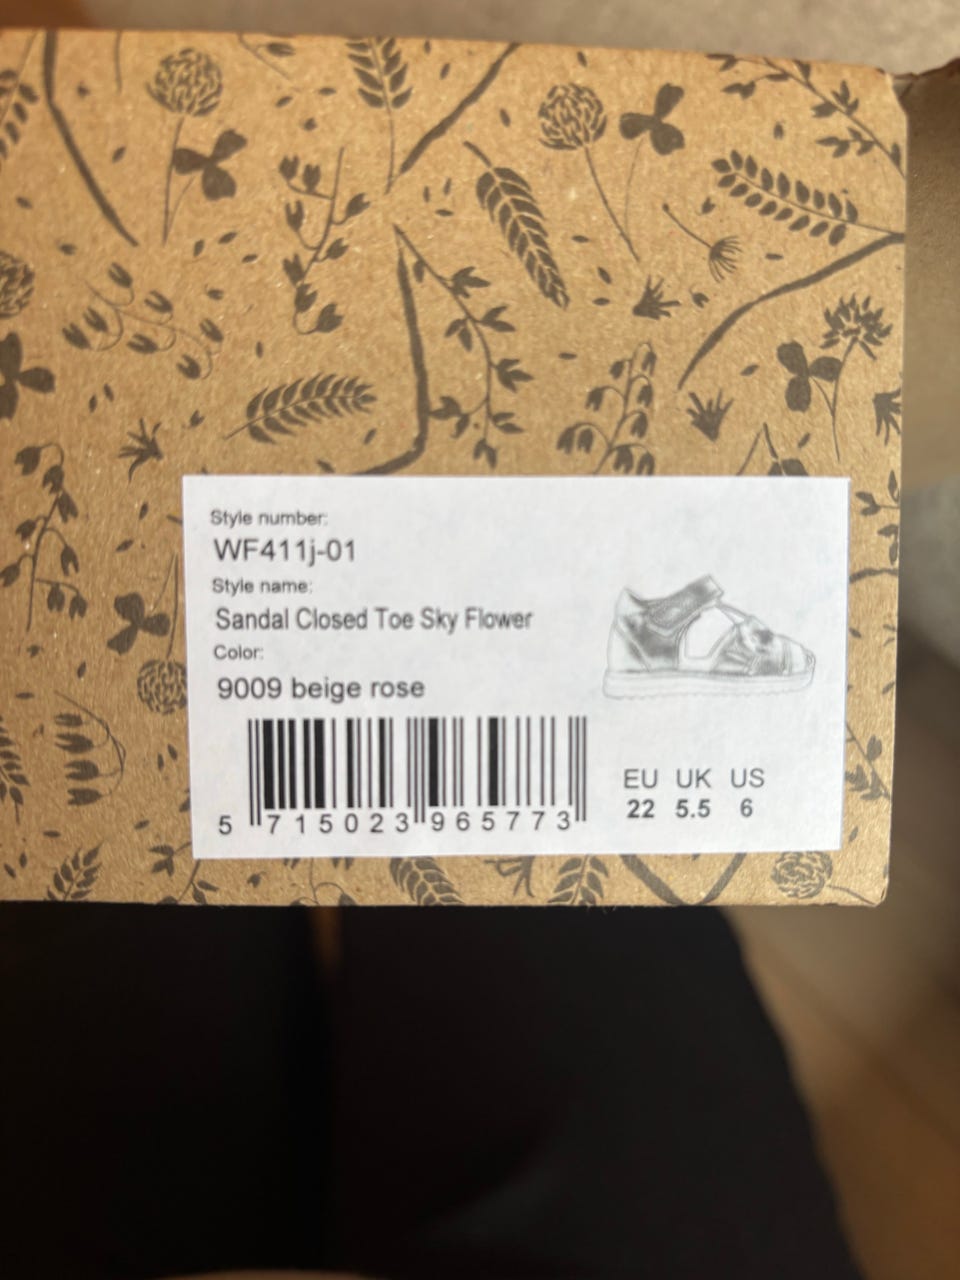 Style number:
WF411j-01
Style name:
Sandal Closed Toe Sky Flower
Color:
9009 beige rose
5 715023 965773
EU UK US
22 5.5 6